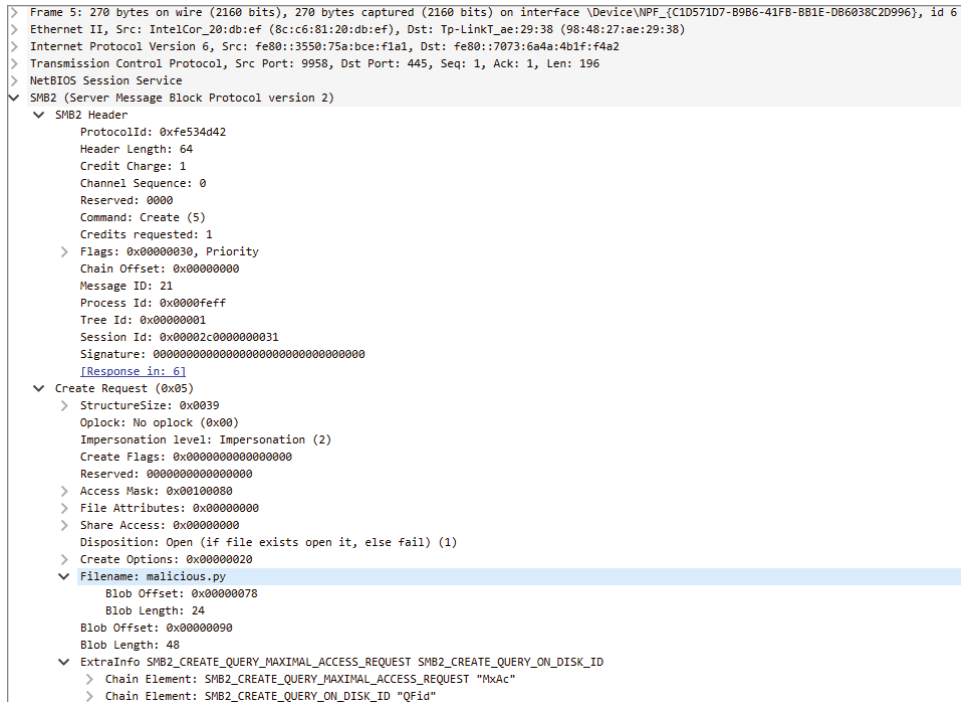 Frame 5: 270 bytes on wire (2160 bits), 270 bytes captured (2160 bits) on interface \Device\NPF_{C1D571D7-B9B6-41FB-BB1E-DB6038C2D996}, id 6
Ethernet II, Src: IntelCor_20:db:ef (8c:c6:81:20:db:ef), Dst: Tp-LinkT_ae:29:38 (98:48:27:ae:29:38)
Internet Protocol Version 6, Src: fe80::3550:75a:bce:f1a1, Dst: fe80::7073:6a4a:4b1f:f4a2
Transmission Control Protocol, Src Port: 9958, Dst Port: 445, Seq: 1, Ack: 1, Len: 196
NetBIOS Session Service
SMB2 (Server Message Block Protocol version 2)
SMB2 Header
ProtocolId: 0xfe534d42
Header Length: 64
Credit Charge: 1
Channel Sequence: 0
Reserved: 0000
Command: Create (5)
Credits requested: 1
Flags: 0x00000030, Priority
Chain Offset: 0x00000000
Message ID: 21
Process Id: 0x0000feff
Tree Id: 0x00000001
Session Id: 0x00002c0000000031
Signature: 00000000000000000000000000000000
[Response in: 6]
Create Request (0x05)
StructureSize: 0x0039
Oplock: No oplock (0x00)
Impersonation level: Impersonation (2)
Create Flags: 0x0000000000000000
Reserved: 0000000000000000
Access Mask: 0x00100080
File Attributes: 0x00000000
Share Access: 0x00000000
Disposition: Open (if file exists open it, else fail) (1)
Create Options: 0x00000020
Filename: malicious.py
Blob Offset: 0x00000078
Blob Length: 24
Blob Offset: 0x00000090
Blob Length: 48
ExtraInfo SMB2_CREATE_QUERY_MAXIMAL_ACCESS_REQUEST SMB2_CREATE_QUERY_ON_DISK_ID
Chain Element: SMB2_CREATE_QUERY_MAXIMAL_ACCESS_REQUEST "MxAc"
Chain Element: SMB2_CREATE_QUERY_ON_DISK_ID "QFid"